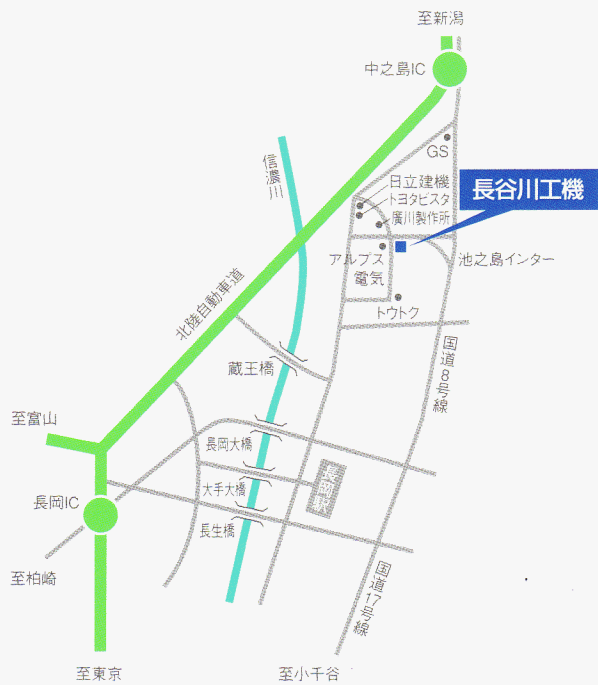 至新潟
中之島IC
GS
信濃川
日立建機
トヨタビスタ
廣川製作所
長谷川工機
アルプス
電気
池之島インター
トウトク
北陸自動車道
国道8号線
蔵王橋
至富山
長岡大橋
長岡駅
大手大橋
長岡IC
長生橋
至柏崎
国道17号線
至東京
至小千谷